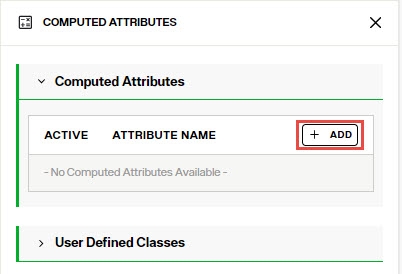 COMPUTED ATTRIBUTES
Computed Attributes
ACTIVE ATTRIBUTE NAME + ADD
- No Computed Attributes Available -
User Defined Classes